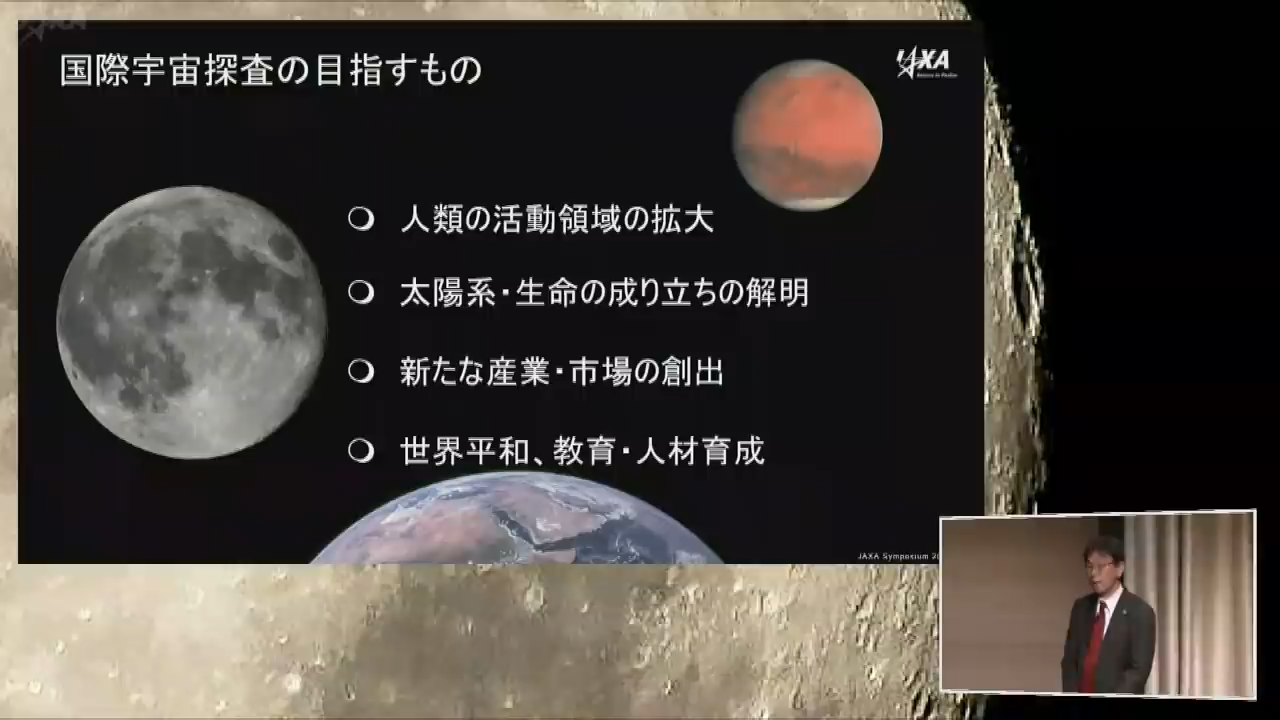 国際宇宙探査の目指すもの
JAXA
❍ 人類の活動領域の拡大
❍ 太陽系・生命の成り立ちの解明
❍ 新たな産業・市場の創出
❍ 世界平和、教育・人材育成
JAXA Symposium